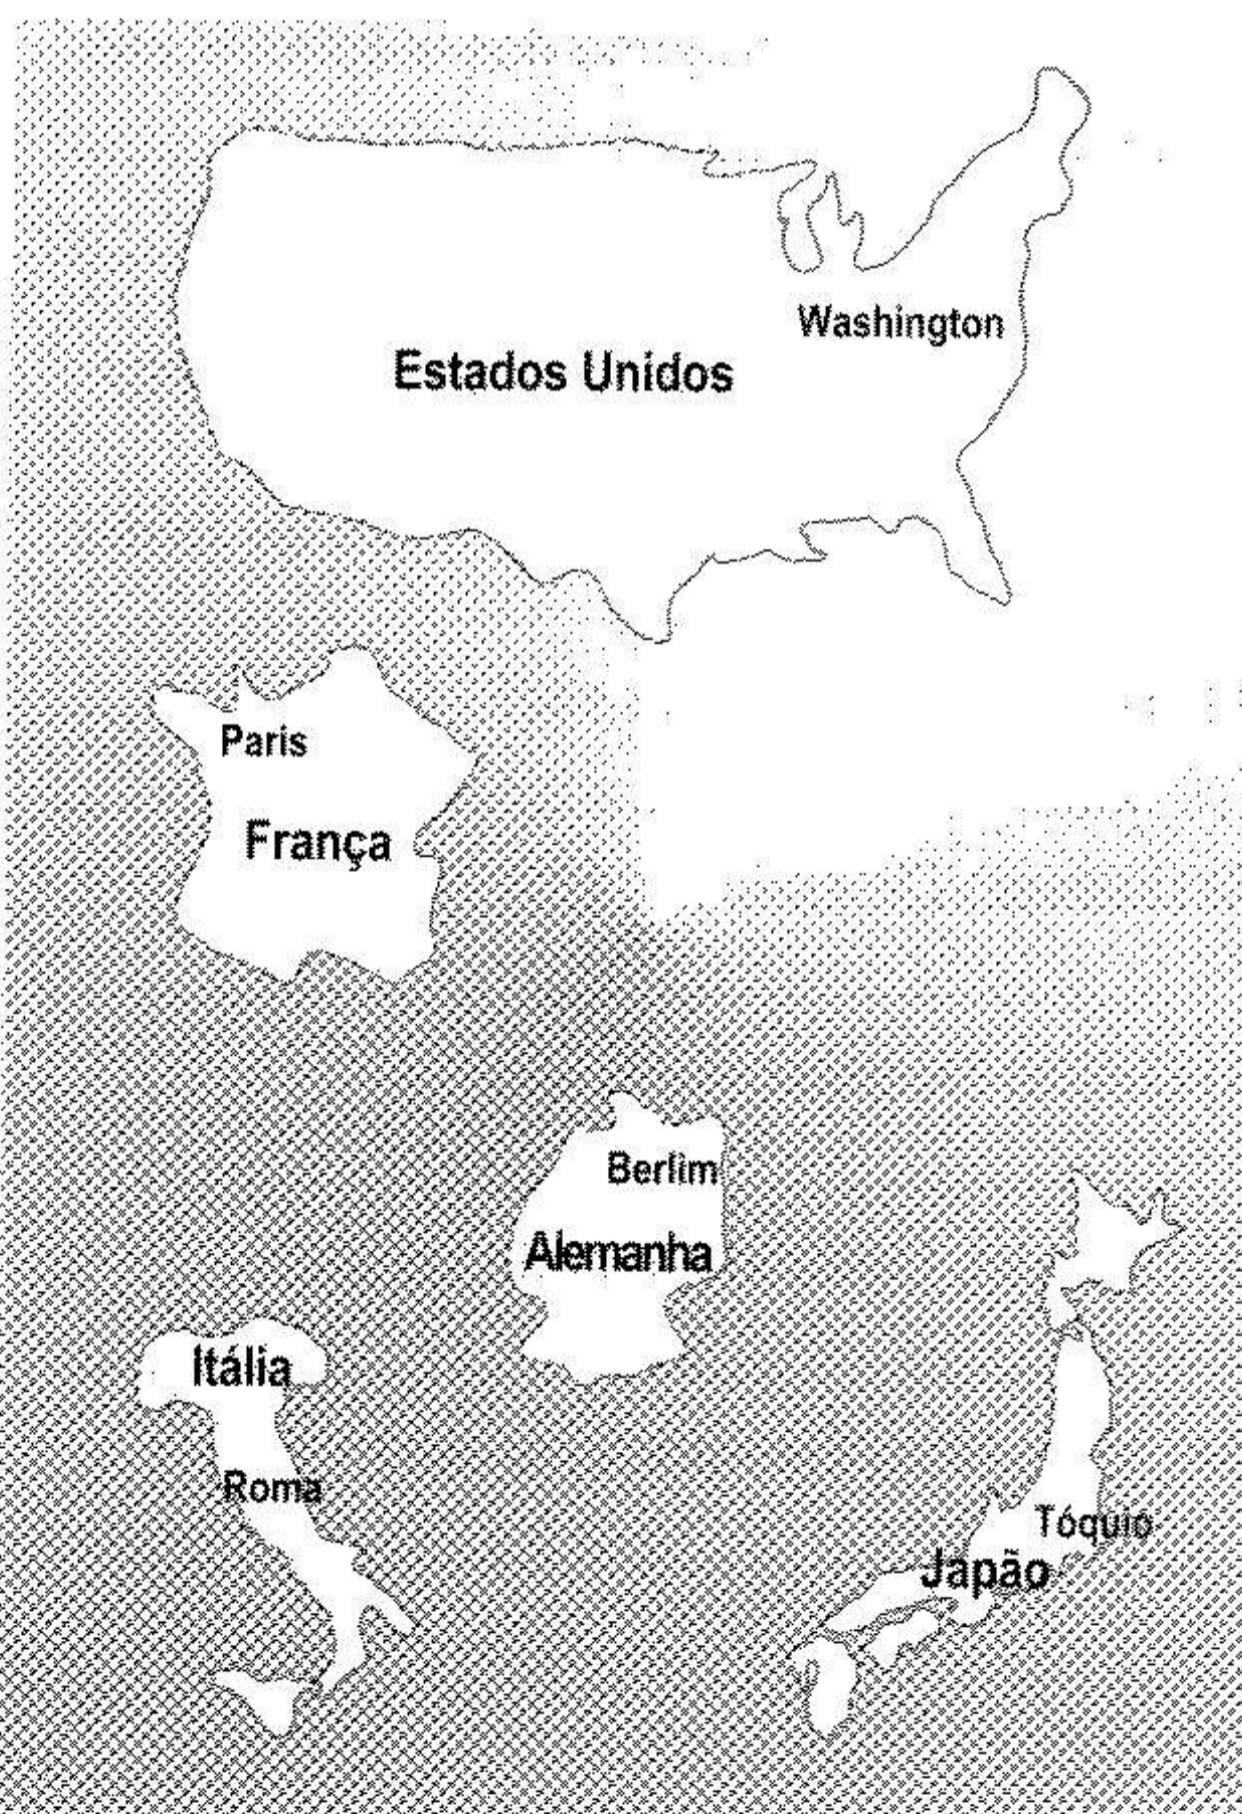 Washington
Estados Unidos
Paris
França
Berlim
Alemanha
Itália
Roma
Tóquio
Japão